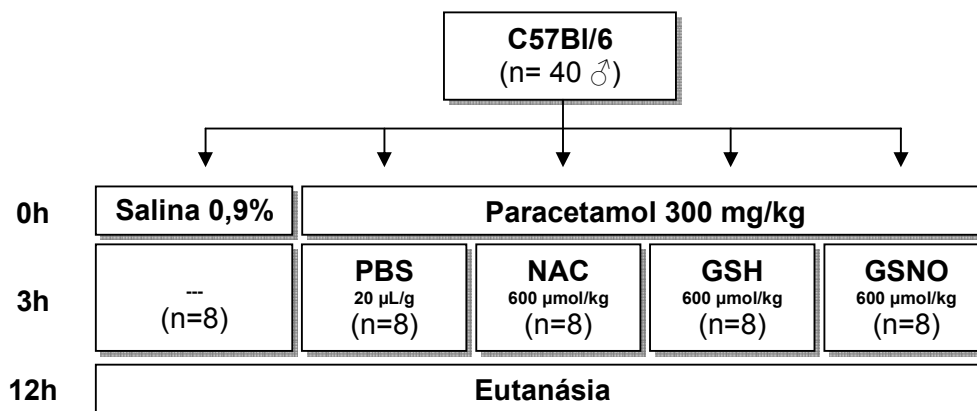 C57Bl/6
(n= 40 ♂)
0h
Salina 0,9%
Paracetamol 300 mg/kg
3h
---
(n=8)
PBS
20 µL/g
(n=8)
NAC
600 µmol/kg
(n=8)
GSH
600 µmol/kg
(n=8)
GSNO
600 µmol/kg
(n=8)
12h
Eutanásia